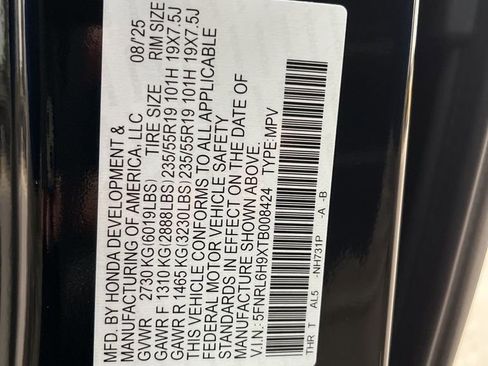 MFD. BY HONDA DEVELOPMENT & 08/25
MANUFACTURING OF AMERICA, LLC
TIRE SIZE RIM SIZE
GVWR 2730 KG(6019LBS)
GAWR F 1310 KG(2888LBS)235/55R19 101H 19X7.5J
GAWR R 1465 KG(3230LBS)235/55R19 101H 19X7.5J
THIS VEHICLE CONFORMS TO ALL APPLICABLE
FEDERAL MOTOR VEHICLE SAFETY
STANDARDS IN EFFECT ON THE DATE OF
MANUFACTURE SHOWN ABOVE.
V.I.N.: 5FNRL6H9XTB008424 TYPE:MPV
THR T AL5 -NH731P -A -B